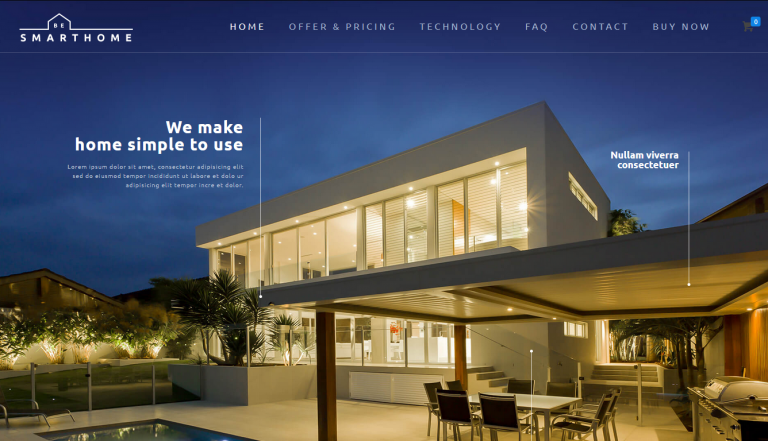 BE
SMARTHOME
HOME
OFFER & PRICING
TECHNOLOGY
FAQ
CONTACT
BUY NOW
0
We make
home simple to use
Lorem ipsum dolor sit amet, consectetur adipisicing elit
sed do eiusmod tempor incididunt ut labore et dolo ur
adipisicing elit tempor incre et dolor.
Nullam viverra
consectetuer